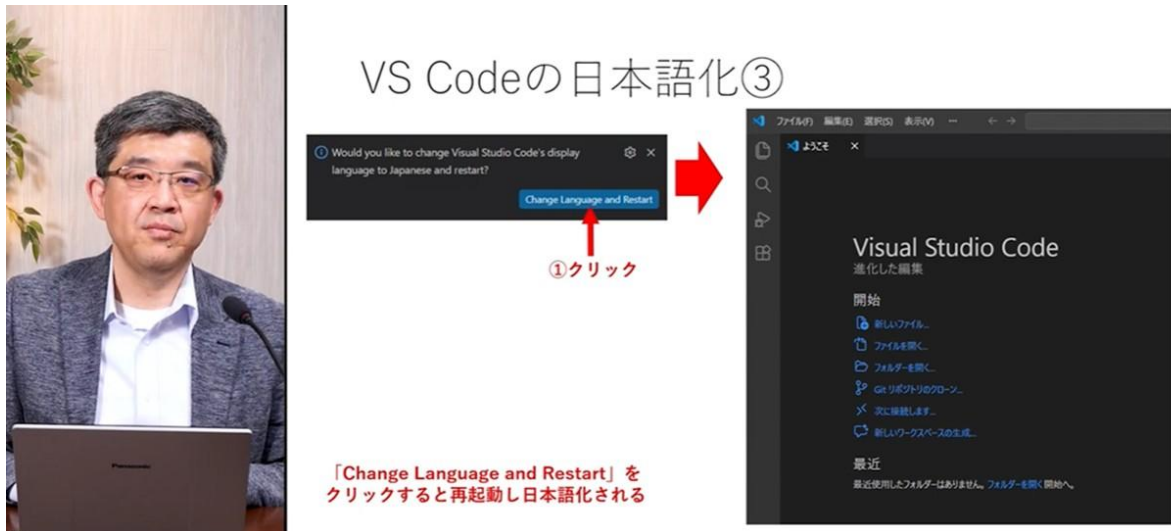 VS Codeの日本語化③
Would you like to change Visual Studio Code's display
language to Japanese and restart?
Change Language and Restart
①クリック
「Change Language and Restart」を
クリックすると再起動し日本語化される
ファイル(F) 編集(E) 選択(S) 表示(V) …
ようこそ
Visual Studio Code
進化した編集
開始
新しいファイル...
ファイルを開く...
フォルダーを開く...
Git リポジトリのクローン...
次に接続します...
新しいワークスペースの生成...
最近
最近使用したフォルダーはありません。フォルダーを開く開始へ。
Panasonic